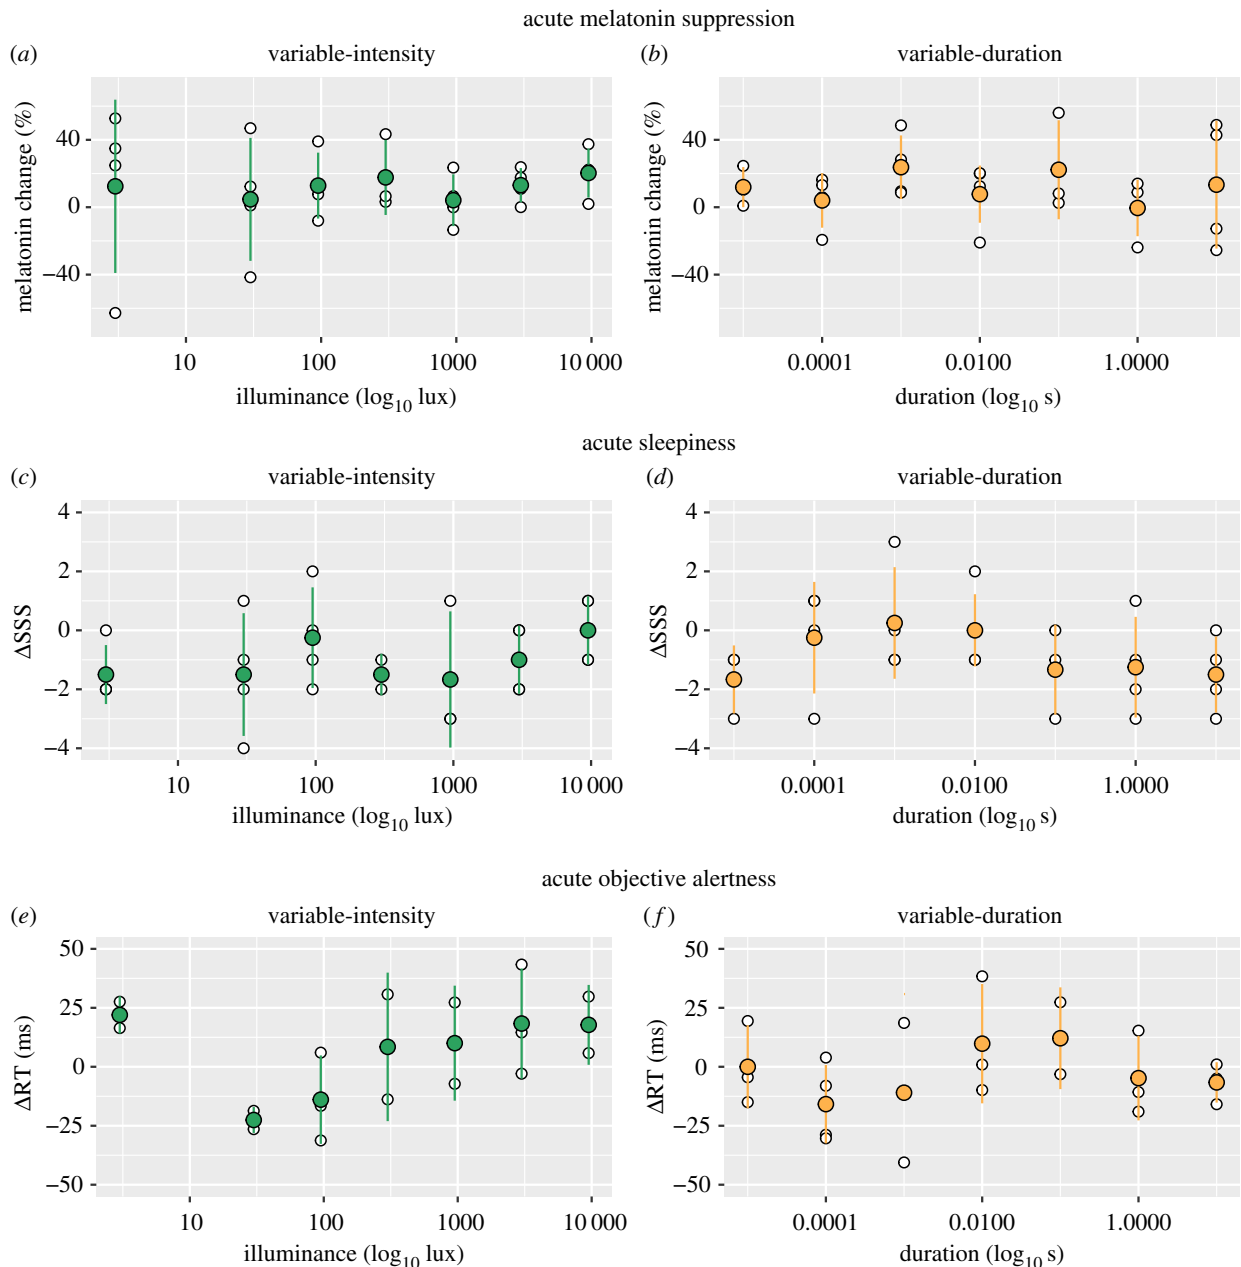 acute melatonin suppression
(a) variable-intensity
(b) variable-duration
melatonin change (%)
40
0
−40
10 100 1000 10 000
illuminance (log10 lux)
melatonin change (%)
40
0
−40
0.0001 0.0100 1.0000
duration (log10 s)
acute sleepiness
(c) variable-intensity
(d) variable-duration
ΔSSS
4
2
0
−2
−4
10 100 1000 10 000
illuminance (log10 lux)
ΔSSS
4
2
0
−2
−4
0.0001 0.0100 1.0000
duration (log10 s)
acute objective alertness
(e) variable-intensity
(f) variable-duration
ΔRT (ms)
50
25
0
−25
−50
10 100 1000 10 000
illuminance (log10 lux)
ΔRT (ms)
50
25
0
−25
−50
0.0001 0.0100 1.0000
duration (log10 s)